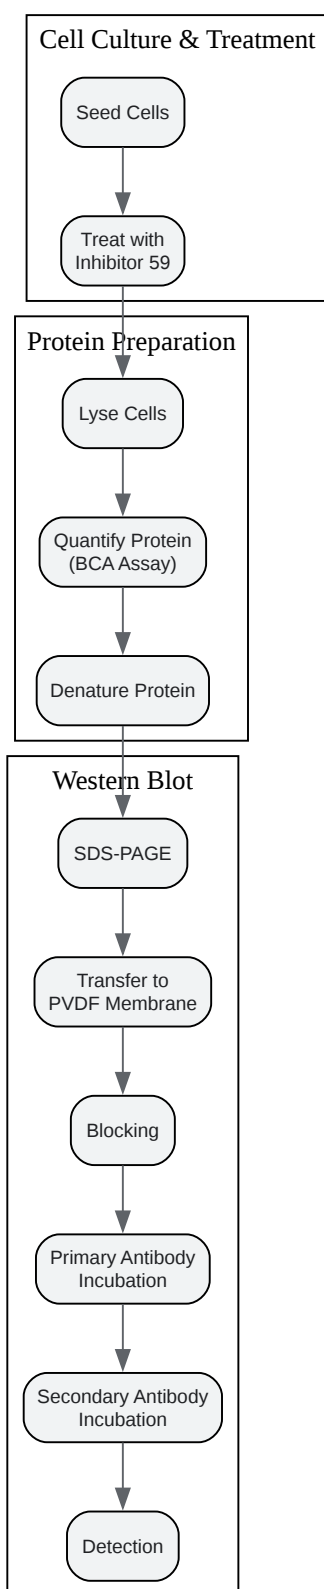 Cell Culture & Treatment
Seed Cells
Treat with
Inhibitor 59
Protein Preparation
Lyse Cells
Quantify Protein
(BCA Assay)
Denature Protein
Western Blot
SDS-PAGE
Transfer to
PVDF Membrane
Blocking
Primary Antibody
Incubation
Secondary Antibody
Incubation
Detection